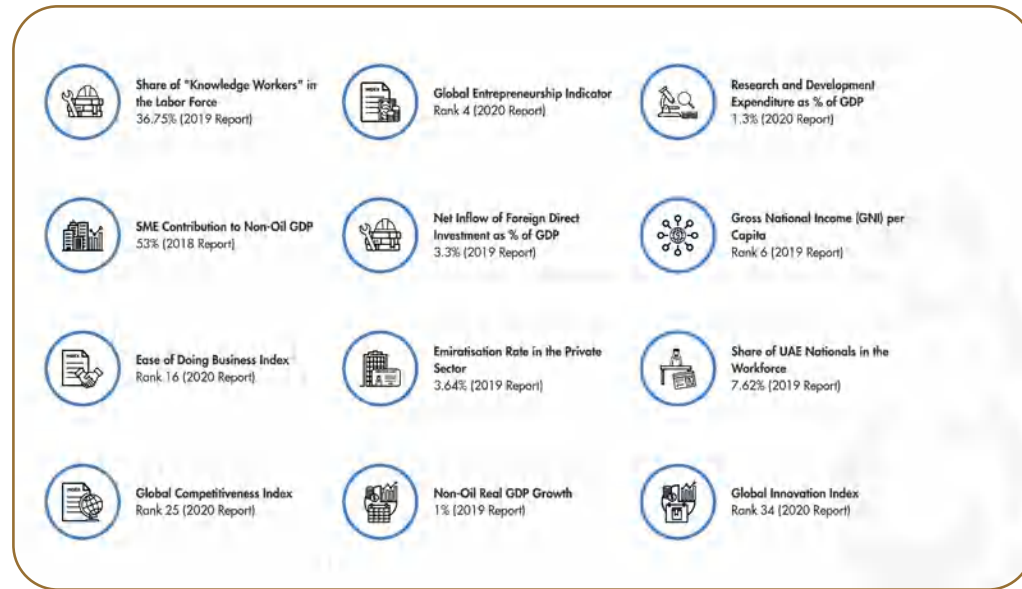 Share of "Knowledge Workers" in
the Labor Force
36.75% (2019 Report)
Global Entrepreneurship Indicator
Rank 4 (2020 Report)
Research and Development
Expenditure as % of GDP
1.3% (2020 Report)
SME Contribution to Non-Oil GDP
53% (2018 Report)
Net Inflow of Foreign Direct
Investment as % of GDP
3.3% (2019 Report)
Gross National Income (GNI) per
Capita
Rank 6 (2019 Report)
Ease of Doing Business Index
Rank 16 (2020 Report)
Emiratisation Rate in the Private
Sector
3.64% (2019 Report)
Share of UAE Nationals in the
Workforce
7.62% (2019 Report)
Global Competitiveness Index
Rank 25 (2020 Report)
Non-Oil Real GDP Growth
1% (2019 Report)
Global Innovation Index
Rank 34 (2020 Report)